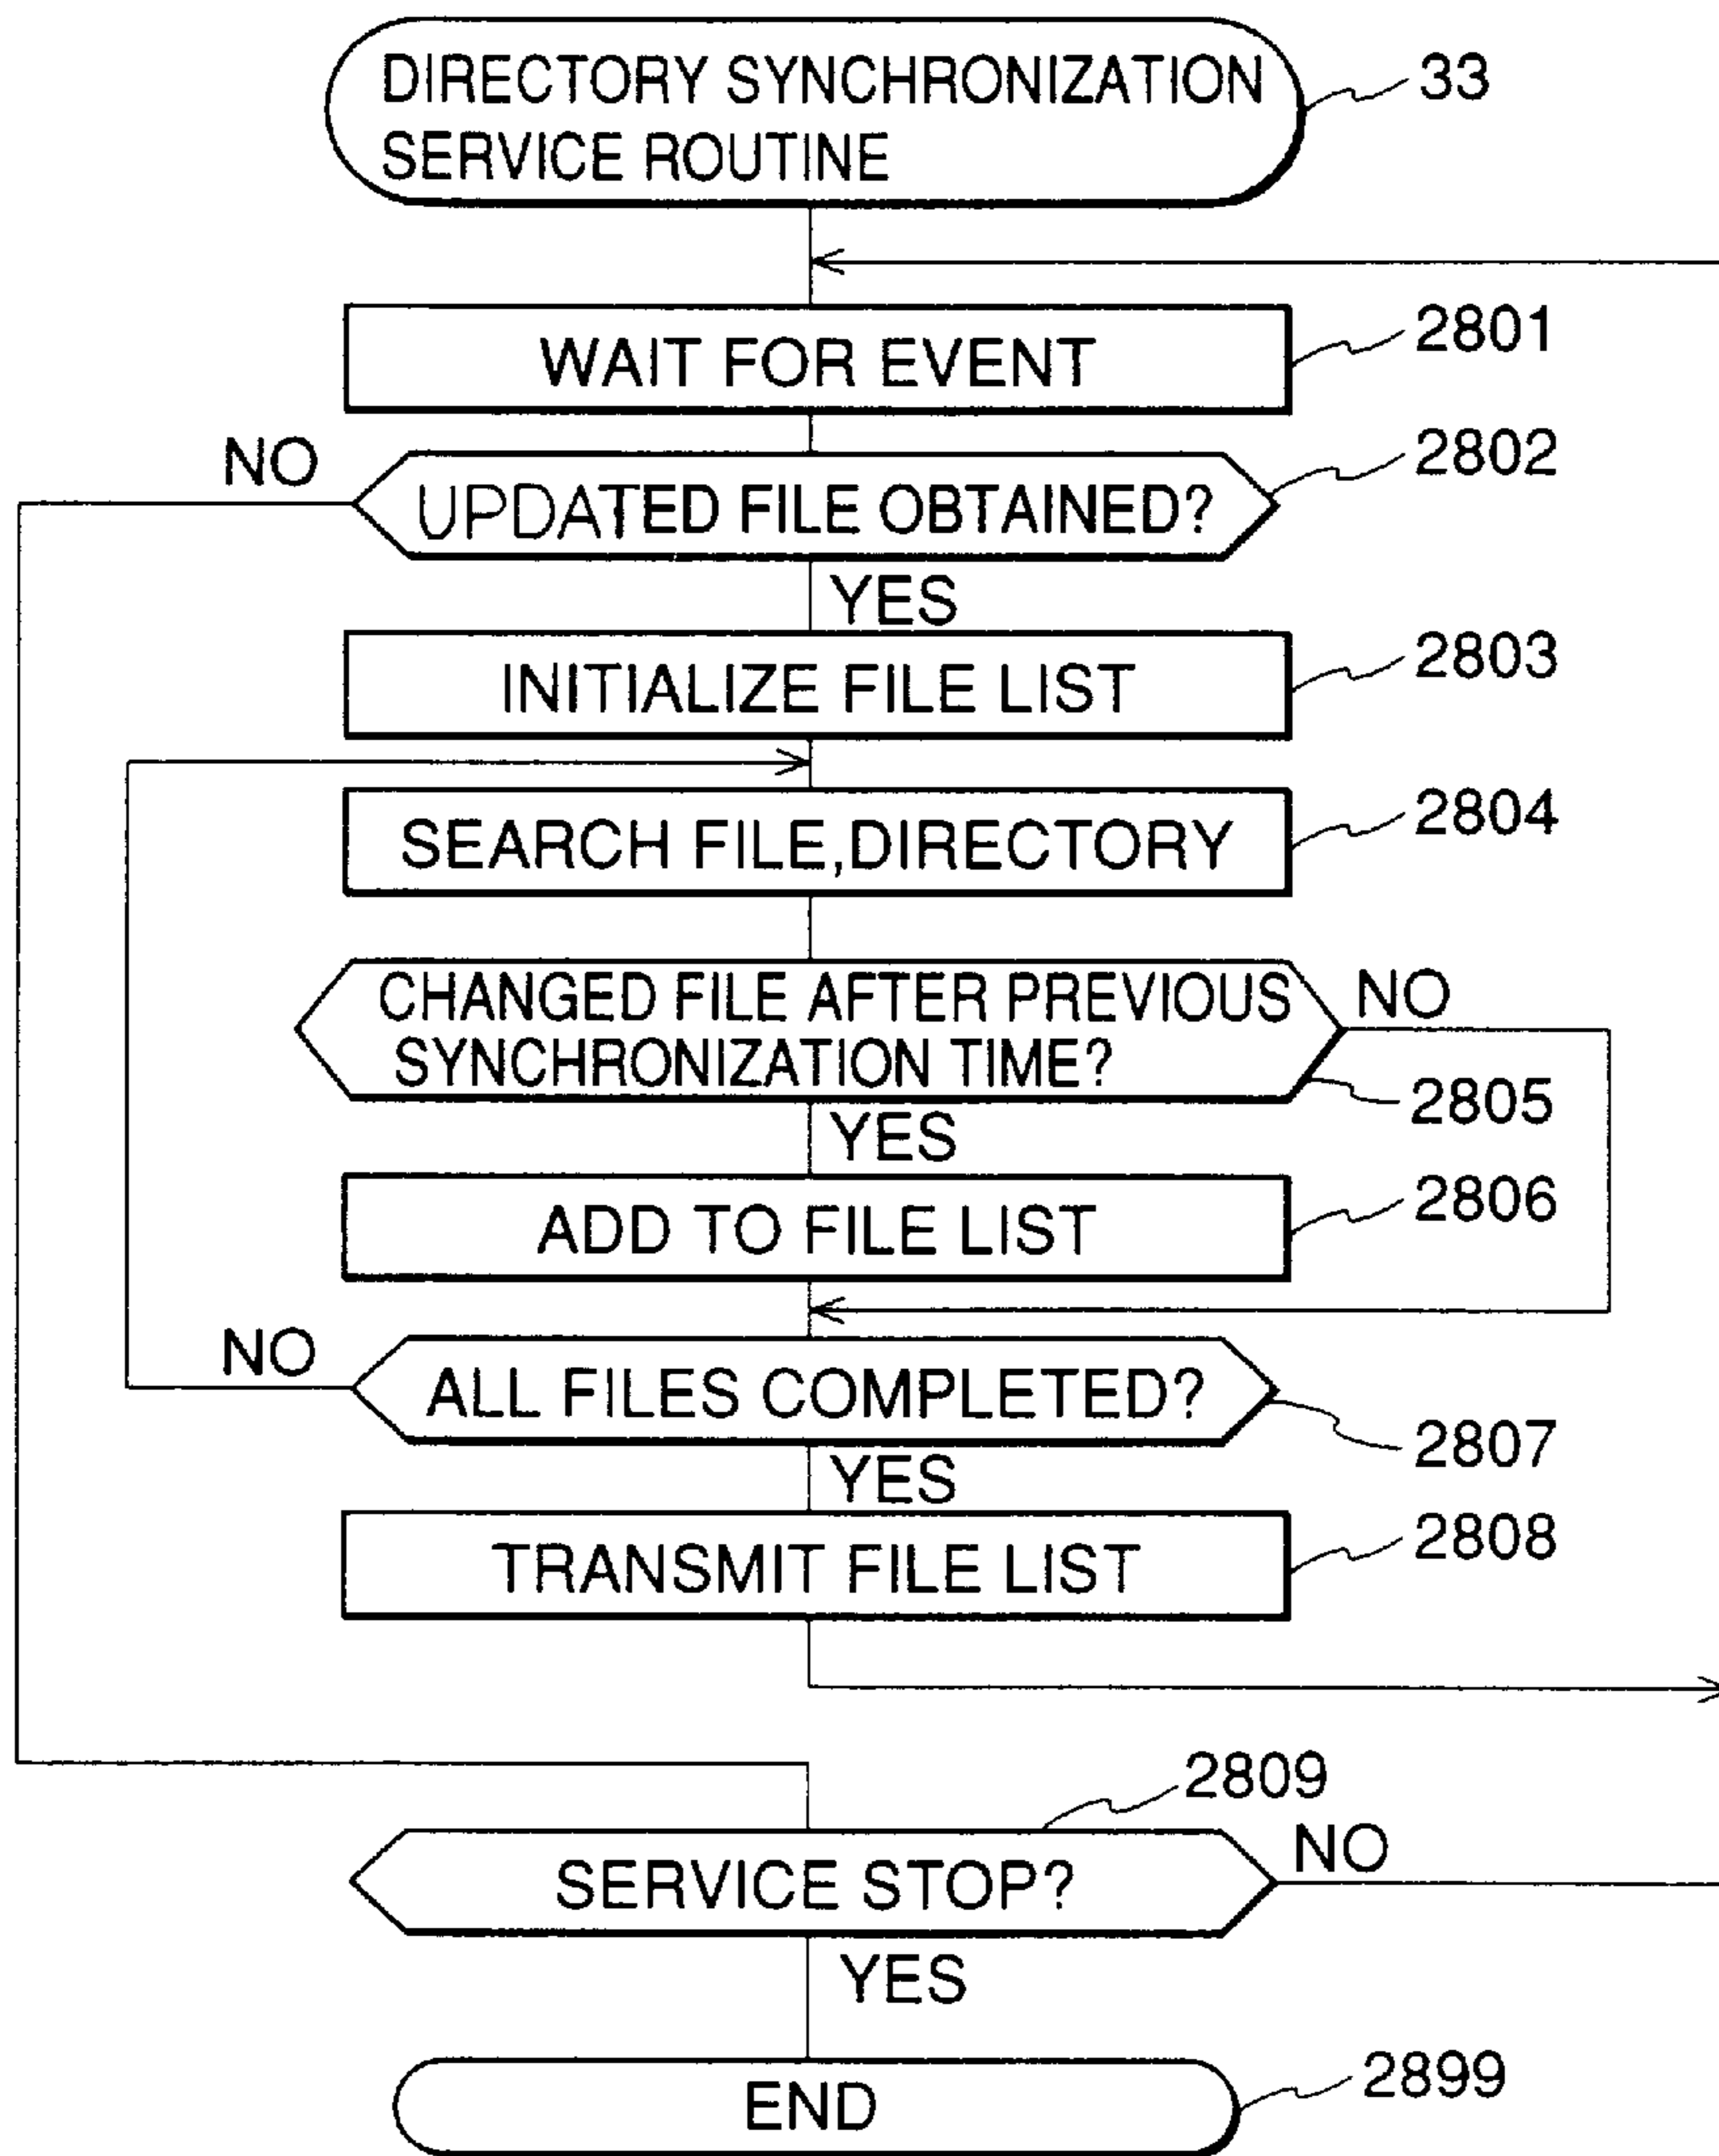 DIRECTORY SYNCHRONIZATION
SERVICE ROUTINE
33
WAIT FOR EVENT
2801
NO
UPDATED FILE OBTAINED?
2802
YES
INITIALIZE FILE LIST
2803
SEARCH FILE,DIRECTORY
2804
CHANGED FILE AFTER PREVIOUS
SYNCHRONIZATION TIME?
NO
2805
YES
ADD TO FILE LIST
2806
NO
ALL FILES COMPLETED?
2807
YES
TRANSMIT FILE LIST
2808
2809
SERVICE STOP?
NO
YES
END
2899